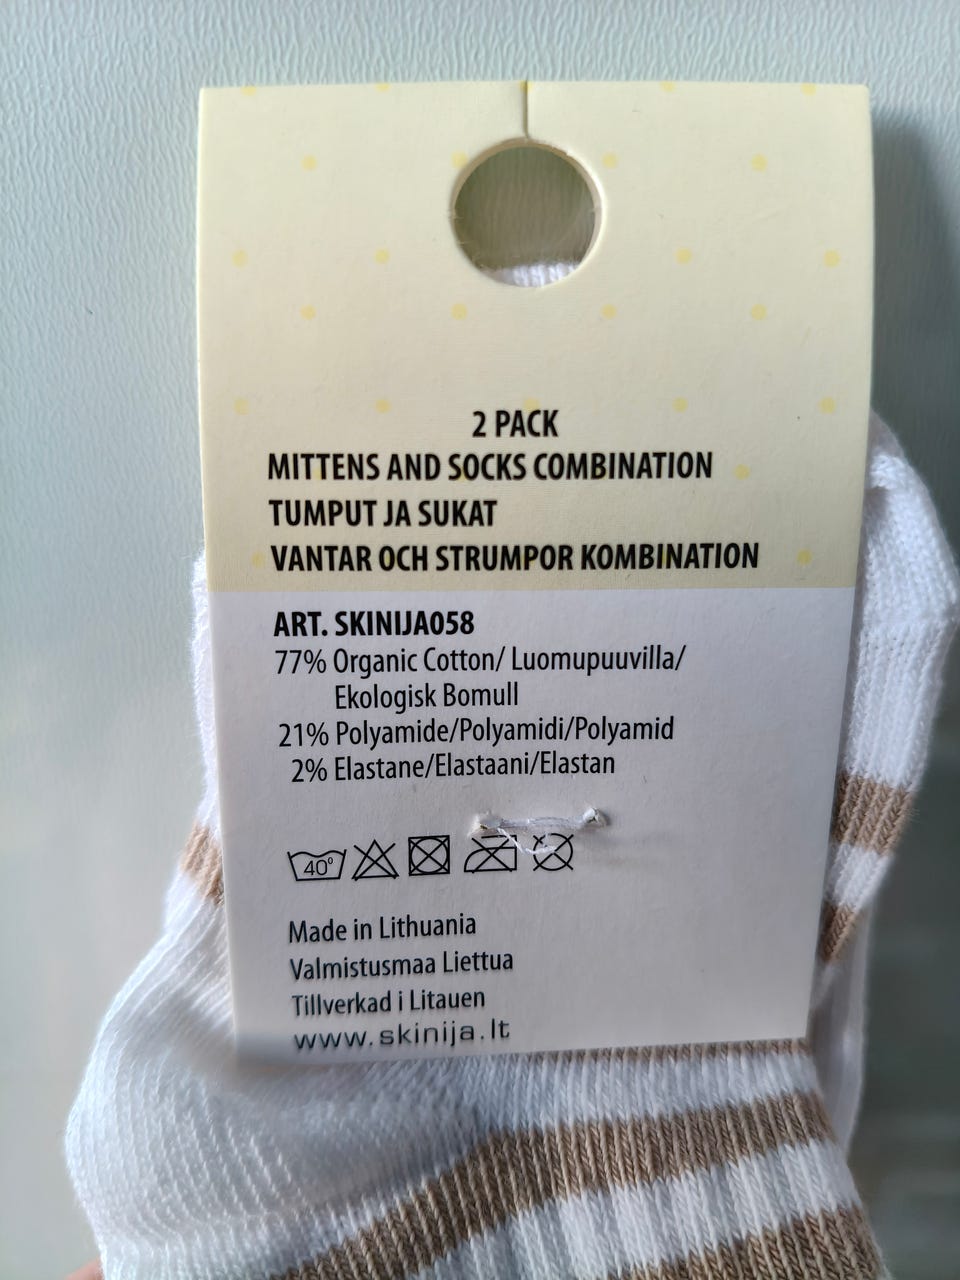 2 PACK
MITTENS AND SOCKS COMBINATION
TUMPUT JA SUKAT
VANTAR OCH STRUMPOR KOMBINATION
ART. SKINIJA058
77% Organic Cotton/ Luomupuuvilla/
Ekologisk Bomull
21% Polyamide/Polyamidi/Polyamid
2% Elastane/Elastaani/Elastan
40°
Made in Lithuania
Valmistusmaa Liettua
Tillverkad i Litauen
www.skinija.lt